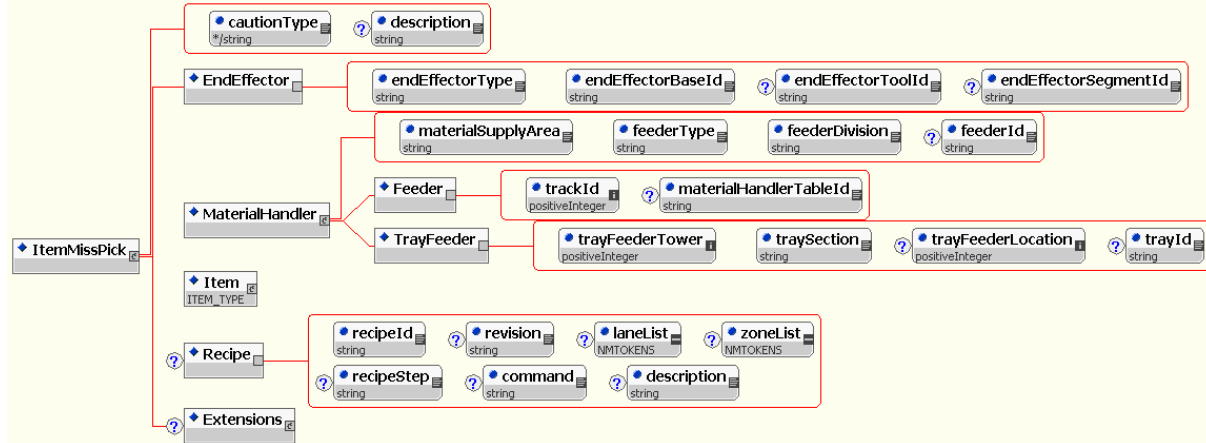 cautionType ? description
*/string string
EndEffector endEffectorType endEffectorBaseId ? endEffectorToolId ? endEffectorSegmentId
string string string string
materialSupplyArea feederType feederDivision ? feederId
string string string string
Feeder trackId ? materialHandlerTableId
positiveInteger string
MaterialHandler
TrayFeeder trayFeederTower traySection ? trayFeederLocation ? trayId
positiveInteger string positiveInteger string
ItemMissPick
Item
ITEM_TYPE
? Recipe recipeId ? revision ? laneList ? zoneList
string string NMTOKENS NMTOKENS
? recipeStep ? command ? description
string string string
? Extensions